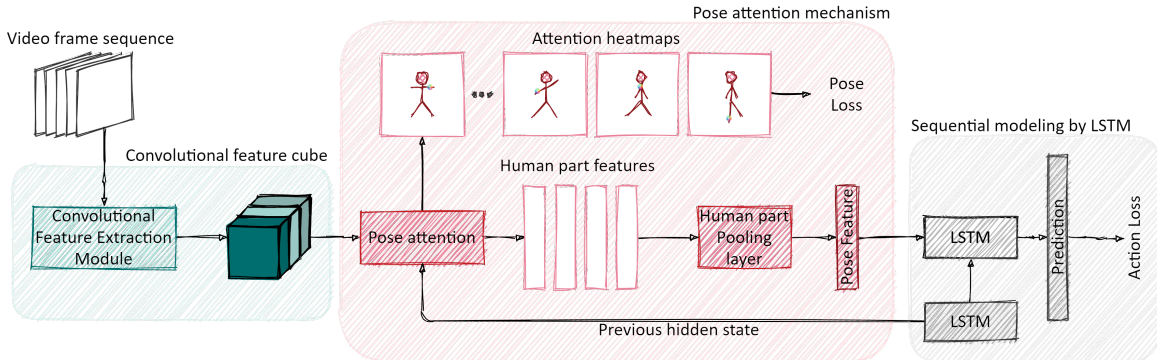 Pose attention mechanism
Video frame sequence
Attention heatmaps
Pose
Loss
Sequential modeling by LSTM
Convolutional feature cube
Human part features
Convolutional
Feature Extraction
Module
Pose attention
Human part
Pooling
layer
Pose Feature
LSTM
Prediction
Action Loss
LSTM
Previous hidden state